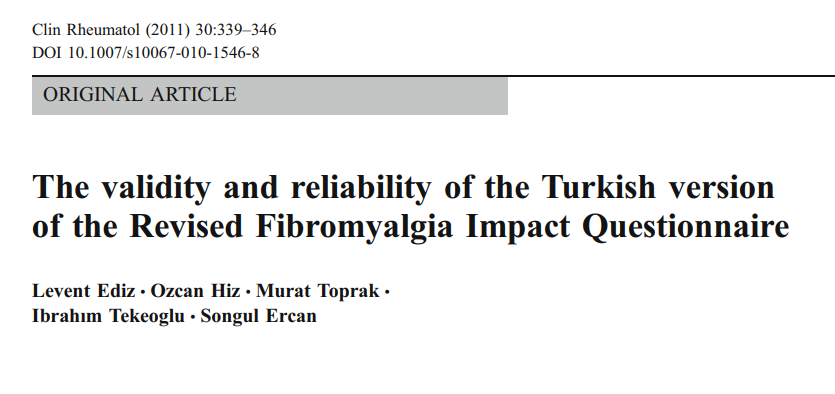 Clin Rheumatol (2011) 30:339–346
DOI 10.1007/s10067-010-1546-8
ORIGINAL ARTICLE
The validity and reliability of the Turkish version
of the Revised Fibromyalgia Impact Questionnaire
Levent Ediz · Ozcan Hiz · Murat Toprak ·
Ibrahım Tekeoglu · Songul Ercan